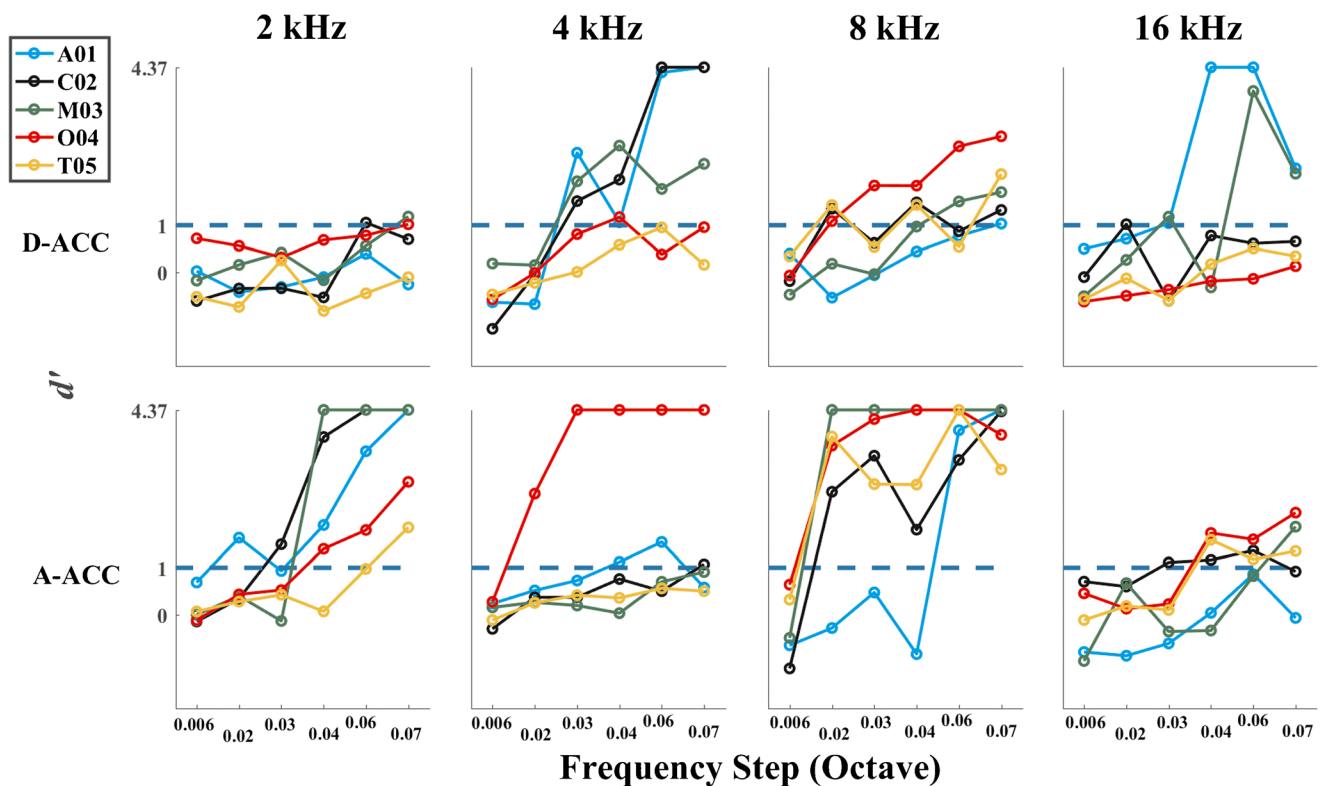 2 kHz 4 kHz 8 kHz 16 kHz
A01
C02
M03
O04
T05
4.37
1
0
D-ACC
d'
4.37
1
0
A-ACC
0.006 0.02 0.03 0.04 0.06 0.07 0.006 0.02 0.03 0.04 0.06 0.07 0.006 0.02 0.03 0.04 0.06 0.07 0.006 0.02 0.03 0.04 0.06 0.07
Frequency Step (Octave)